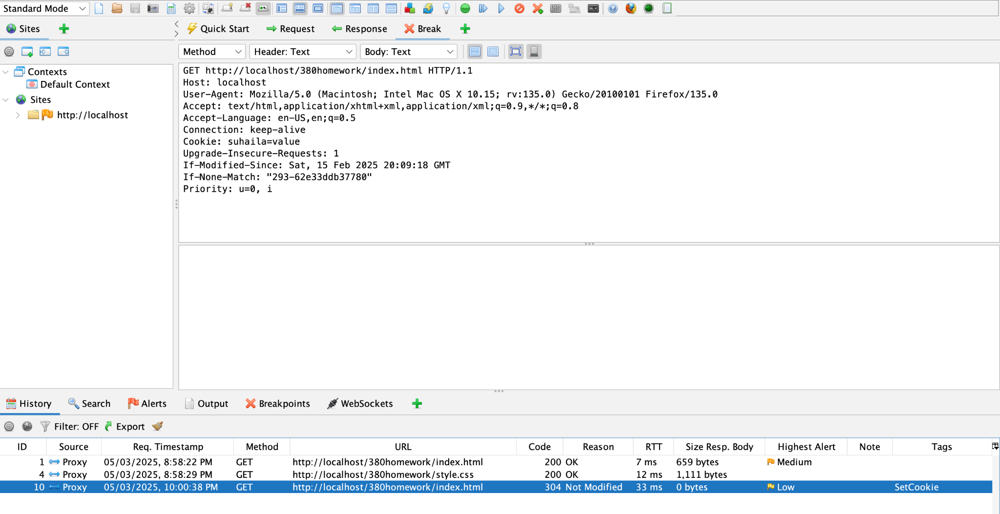 Standard Mode
Sites
Quick Start
Request
Response
Break
Method
Header: Text
Body: Text
Contexts
Default Context
Sites
http://localhost
GET http://localhost/380homework/index.html HTTP/1.1
Host: localhost
User-Agent: Mozilla/5.0 (Macintosh; Intel Mac OS X 10.15; rv:135.0) Gecko/20100101 Firefox/135.0
Accept: text/html,application/xhtml+xml,application/xml;q=0.9,*/*;q=0.8
Accept-Language: en-US,en;q=0.5
Connection: keep-alive
Cookie: suhaila=value
Upgrade-Insecure-Requests: 1
If-Modified-Since: Sat, 15 Feb 2025 20:09:18 GMT
If-None-Match: "293-62e33ddb37780"
Priority: u=0, i
History
Search
Alerts
Output
Breakpoints
WebSockets
Filter: OFF
Export
ID Source Req. Timestamp Method URL Code Reason RTT Size Resp. Body Highest Alert Note Tags
1 Proxy 05/03/2025, 8:58:22 PM GET http://localhost/380homework/index.html 200 OK 7 ms 659 bytes Medium
4 Proxy 05/03/2025, 8:58:29 PM GET http://localhost/380homework/style.css 200 OK 12 ms 1,111 bytes
10 Proxy 05/03/2025, 10:00:38 PM GET http://localhost/380homework/index.html 304 Not Modified 33 ms 0 bytes Low SetCookie